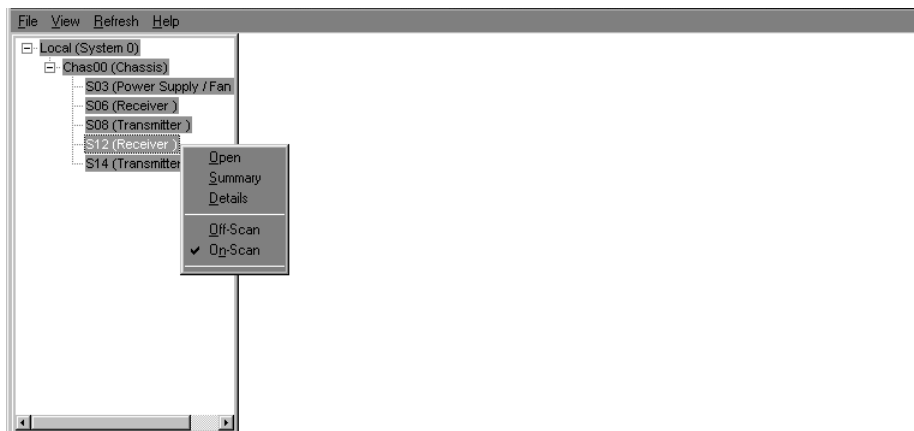 File View Refresh Help
Local (System 0)
Chas00 (Chassis)
S03 (Power Supply / Fan
S06 (Receiver )
S08 (Transmitter )
S12 (Receiver )
S14 (Transmitter
Open
Summary
Details
Off-Scan
On-Scan